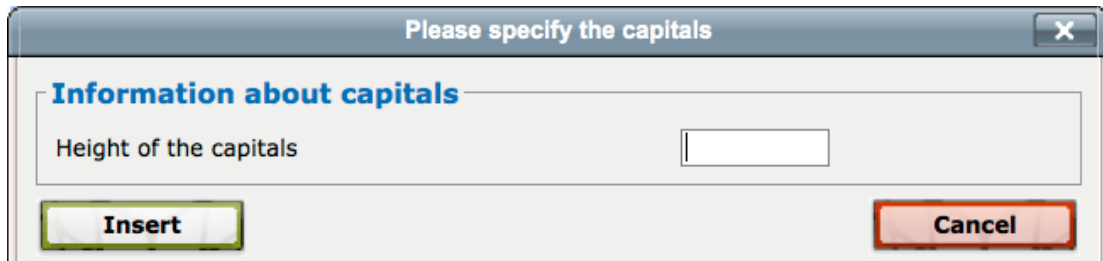 Please specify the capitals
Information about capitals
Height of the capitals
Insert
Cancel